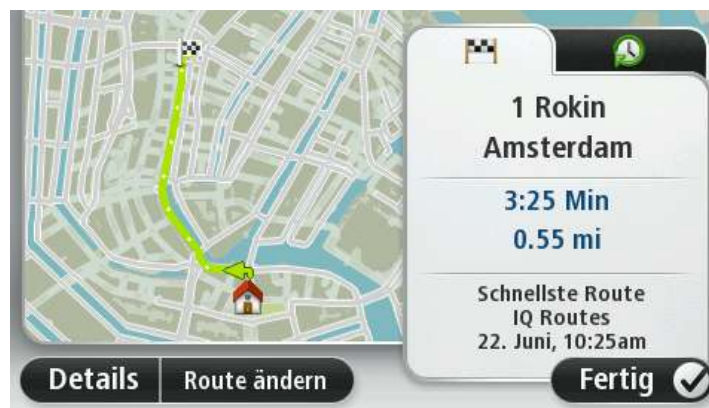 1 Rokin
Amsterdam
3:25 Min
0.55 mi
Schnellste Route
IQ Routes
22. Juni, 10:25am
Details
Route ändern
Fertig